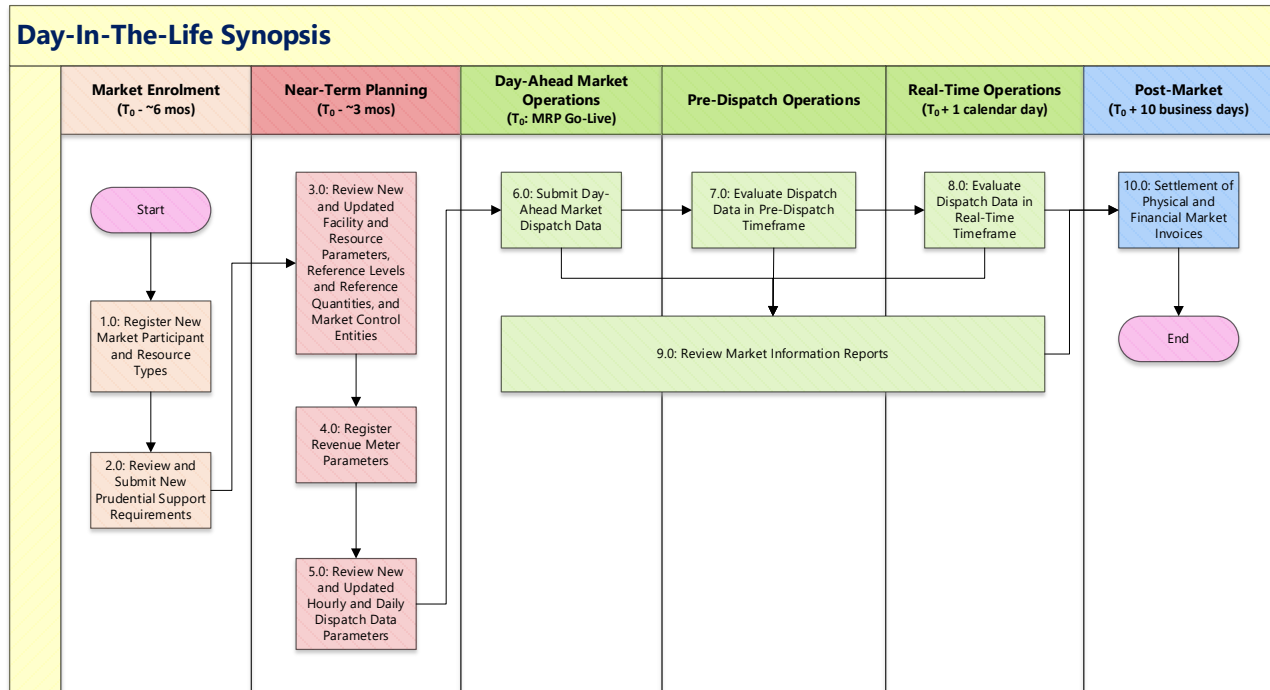 Day-In-The-Life Synopsis
Market Enrolment
(T₀ - ~6 mos)
Near-Term Planning
(T₀ - ~3 mos)
Day-Ahead Market
Operations
(T₀: MRP Go-Live)
Pre-Dispatch Operations
Real-Time Operations
(T₀ + 1 calendar day)
Post-Market
(T₀ + 10 business days)
Start
1.0: Register New
Market Participant
and Resource
Types
2.0: Review and
Submit New
Prudential Support
Requirements
3.0: Review New
and Updated
Facility and
Resource
Parameters,
Reference Levels
and Reference
Quantities, and
Market Control
Entities
4.0: Register
Revenue Meter
Parameters
5.0: Review New
and Updated
Hourly and Daily
Dispatch Data
Parameters
6.0: Submit Day-
Ahead Market
Dispatch Data
7.0: Evaluate Dispatch
Data in Pre-Dispatch
Timeframe
8.0: Evaluate
Dispatch Data in
Real-Time
Timeframe
9.0: Review Market Information Reports
10.0: Settlement of
Physical and
Financial Market
Invoices
End